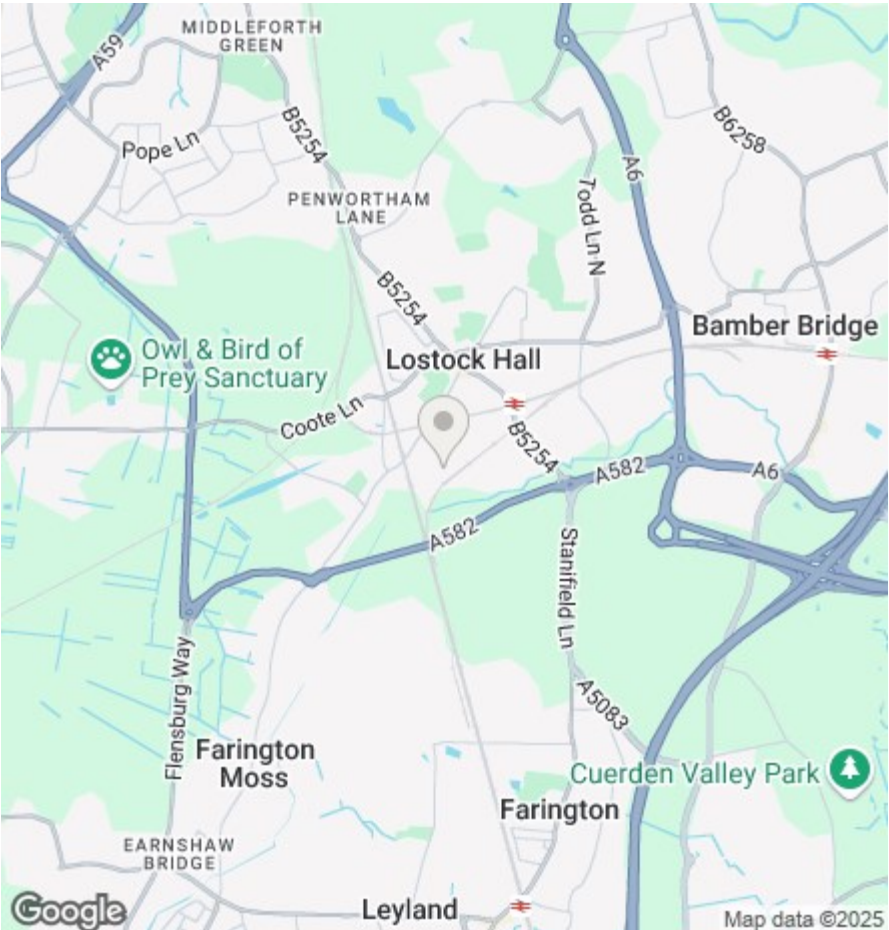 MIDDLEFORTH
GREEN
A59
B6258
B5254
Pope Ln
A6
PENWORTHAM
LANE
Todd Ln N
B5254
Bamber Bridge
Owl & Bird of
Prey Sanctuary
Lostock Hall
Coote Ln
B5254
A582
A6
A582
Stanifield Ln
Flensburg Way
A5083
Farington
Moss
Cuerden Valley Park
Farington
EARNSHAW
BRIDGE
Leyland
Google
Map data ©2025